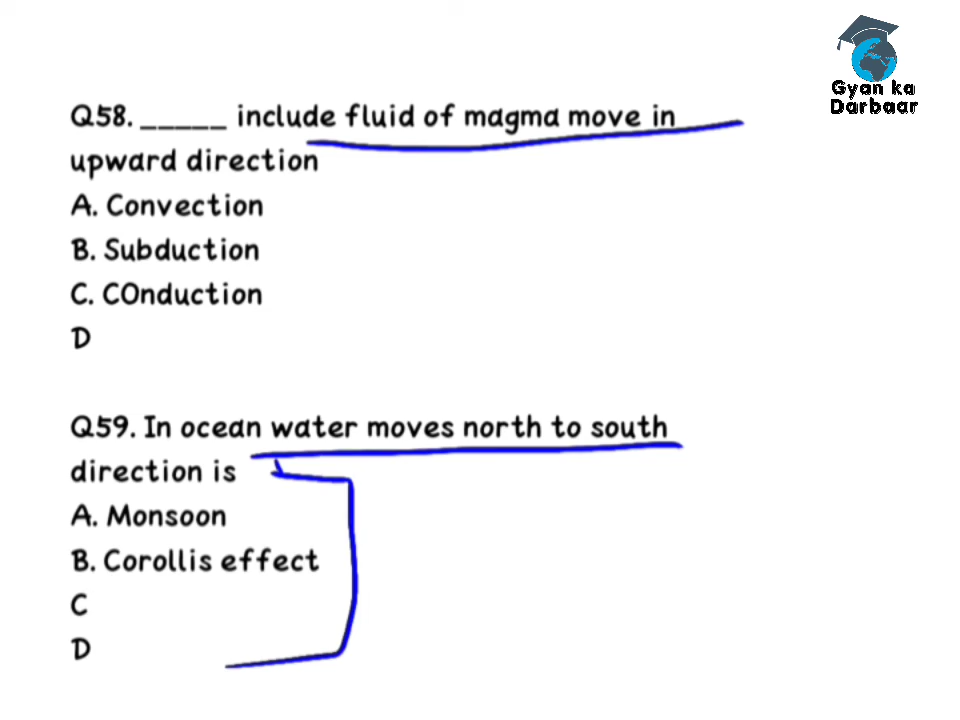 Gyan ka
Darbaar
Q58. _____ include fluid of magma move in
upward direction
A. Convection
B. Subduction
C. COnduction
D
Q59. In ocean water moves north to south
direction is
A. Monsoon
B. Corollis effect
C
D